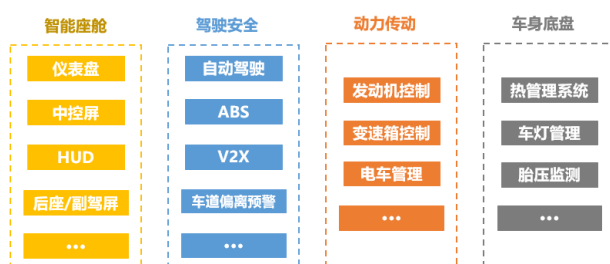 智能座舱
仪表盘
中控屏
HUD
后座/副驾屏
•••
驾驶安全
自动驾驶
ABS
V2X
车道偏离预警
•••
动力传动
发动机控制
变速箱控制
电车管理
•••
车身底盘
热管理系统
车灯管理
胎压监测
•••